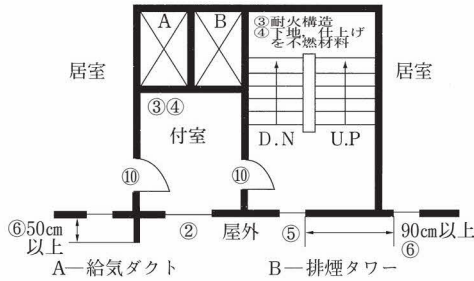 A
B
③耐火構造
④下地，仕上げ
を不燃材料
居室
居室
③④
付室
D.N
U.P
⑩
⑩
⑥50cm
以上
②
屋外
⑤
90cm以上
⑥
A—給気ダクト
B—排煙タワー